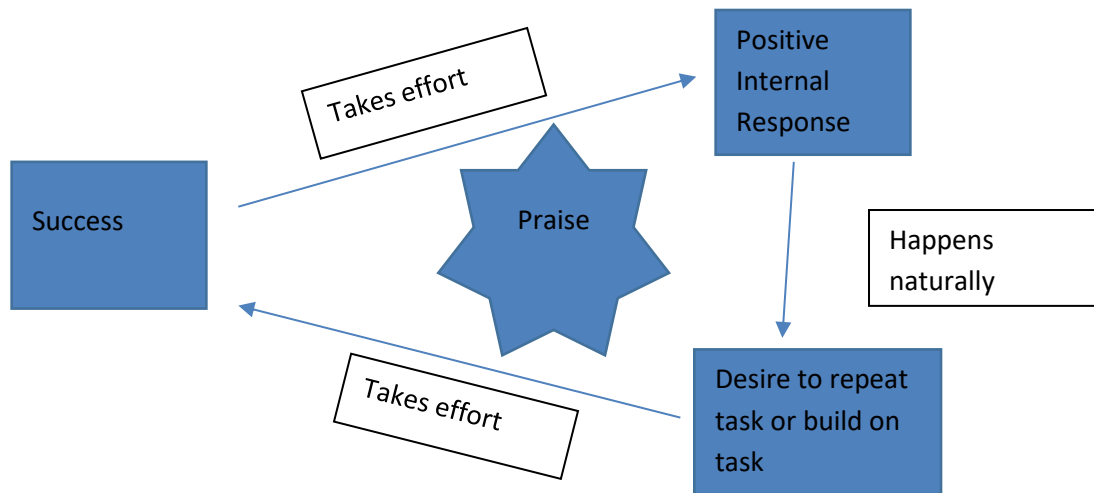 Takes effort
Positive
Internal
Response
Success
Praise
Happens
naturally
Takes effort
Desire to repeat
task or build on
task